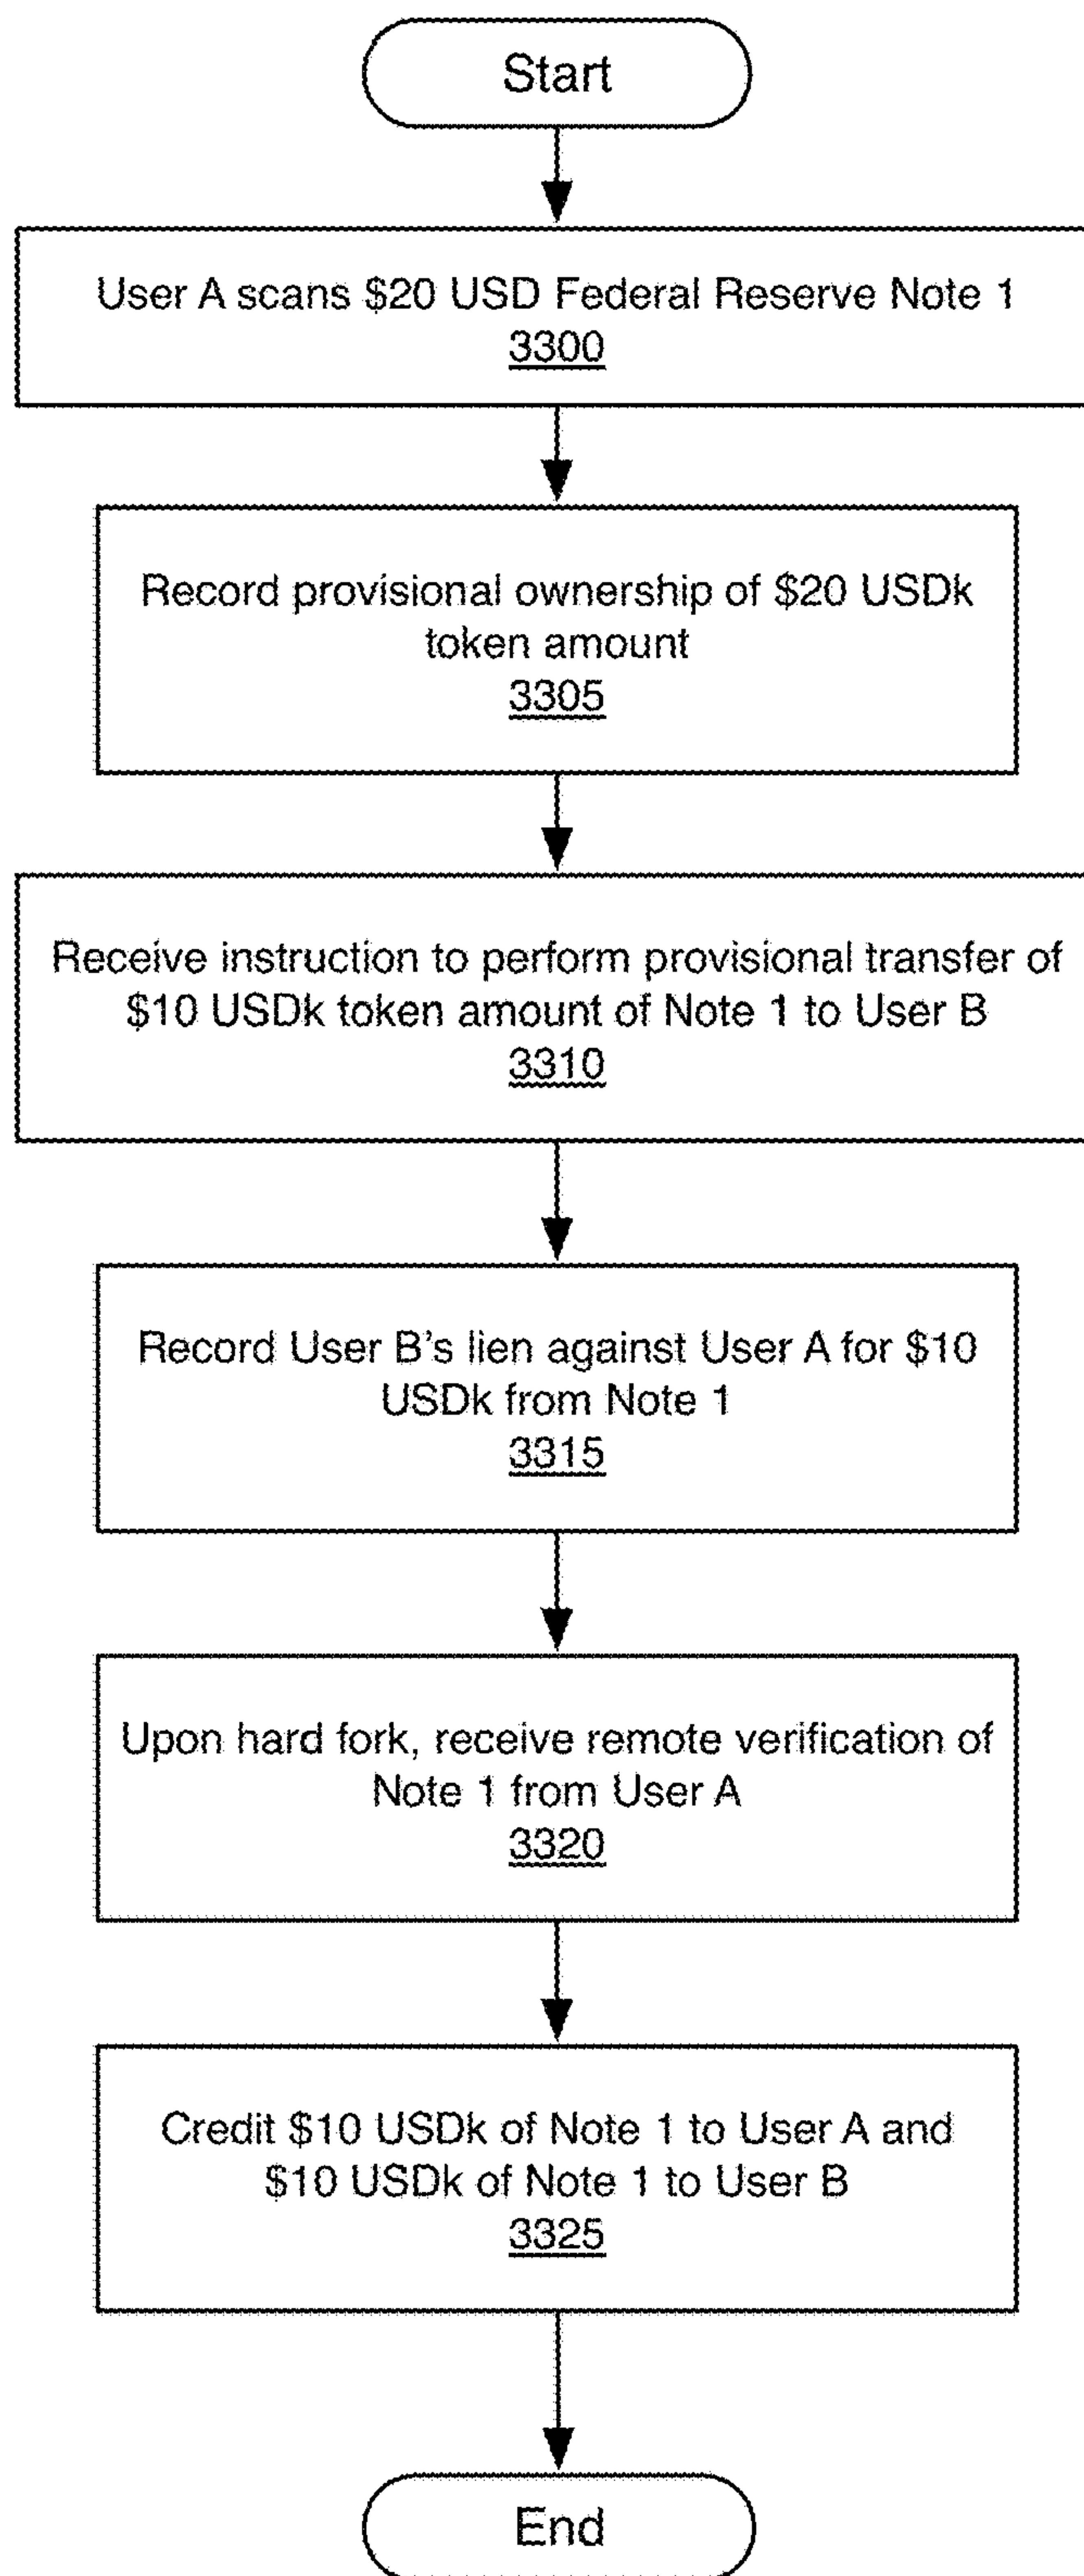 Start
User A scans $20 USD Federal Reserve Note 1
3300
Record provisional ownership of $20 USDk
token amount
3305
Receive instruction to perform provisional transfer of
$10 USDk token amount of Note 1 to User B
3310
Record User B's lien against User A for $10
USDk from Note 1
3315
Upon hard fork, receive remote verification of
Note 1 from User A
3320
Credit $10 USDk of Note 1 to User A and
$10 USDk of Note 1 to User B
3325
End